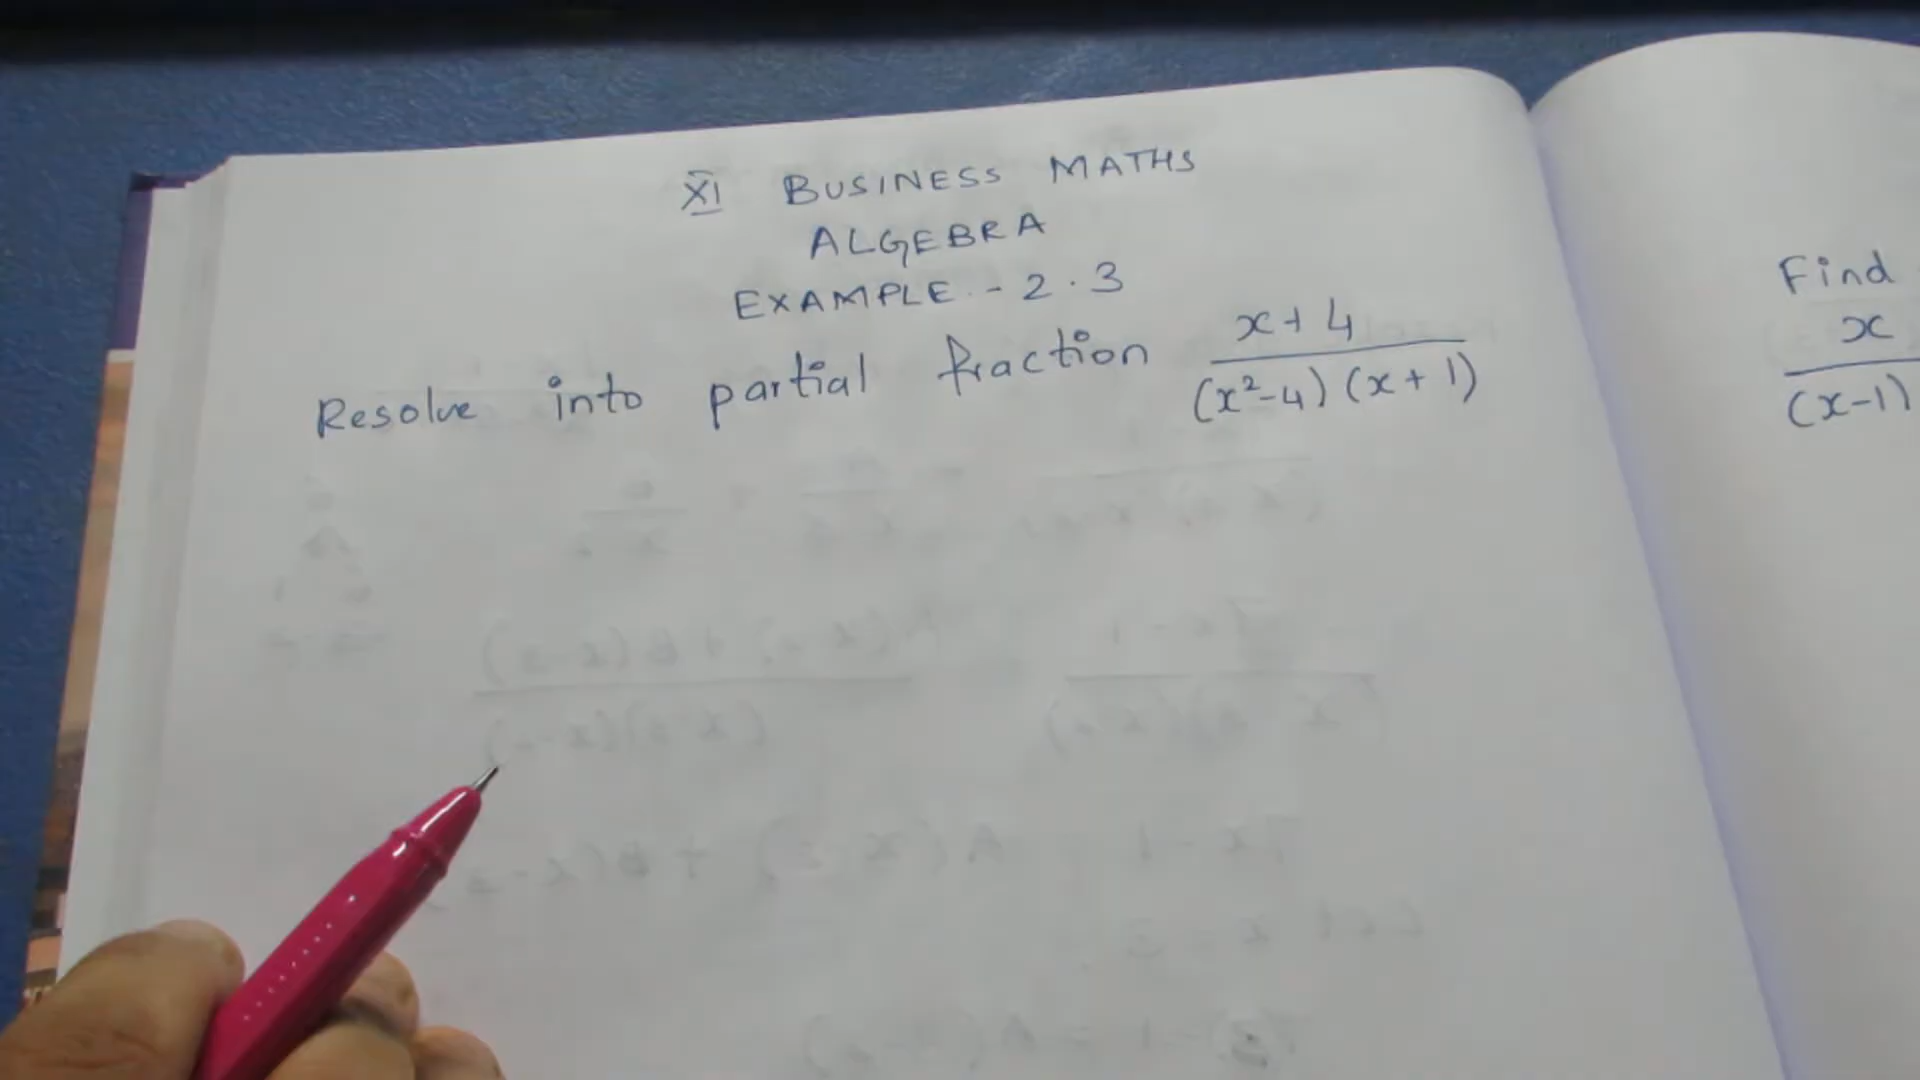 XI BUSINESS MATHS
ALGEBRA
EXAMPLE - 2.3
Resolve into partial fraction x+4
(x²-4)(x+1)
Find
x
(x-1)